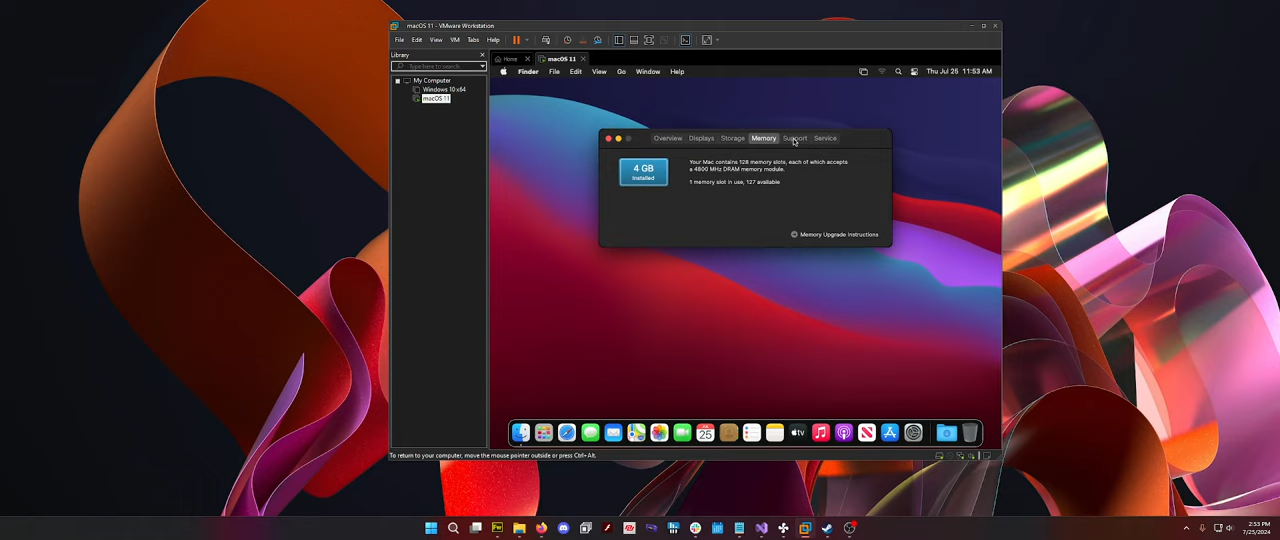 macOS 11 - VMware Workstation
File Edit View VM Tabs Help
Library
Type here to search
My Computer
Windows 10 x64
macOS 11
Home
macOS 11
Finder File Edit View Go Window Help
Thu Jul 25 11:53 AM
Overview Displays Storage Memory Support Service
4 GB
Installed
Your Mac contains 128 memory slots, each of which accepts
a 4800 MHz DRAM memory module.
1 memory slot in use, 127 available
Memory Upgrade Instructions
JUL
25
tv
To return to your computer, move the mouse pointer outside or press Ctrl+Alt.
Fw
2:53 PM
7/25/2024